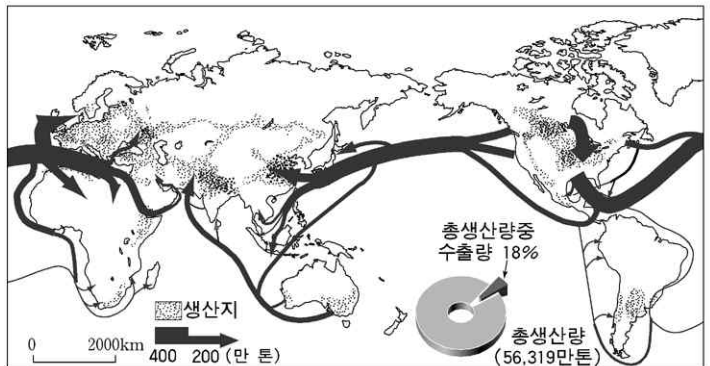 총생산량중
수출량 18%
생산지
총생산량
(56,319만톤)
0 2000km
400 200 (만 톤)